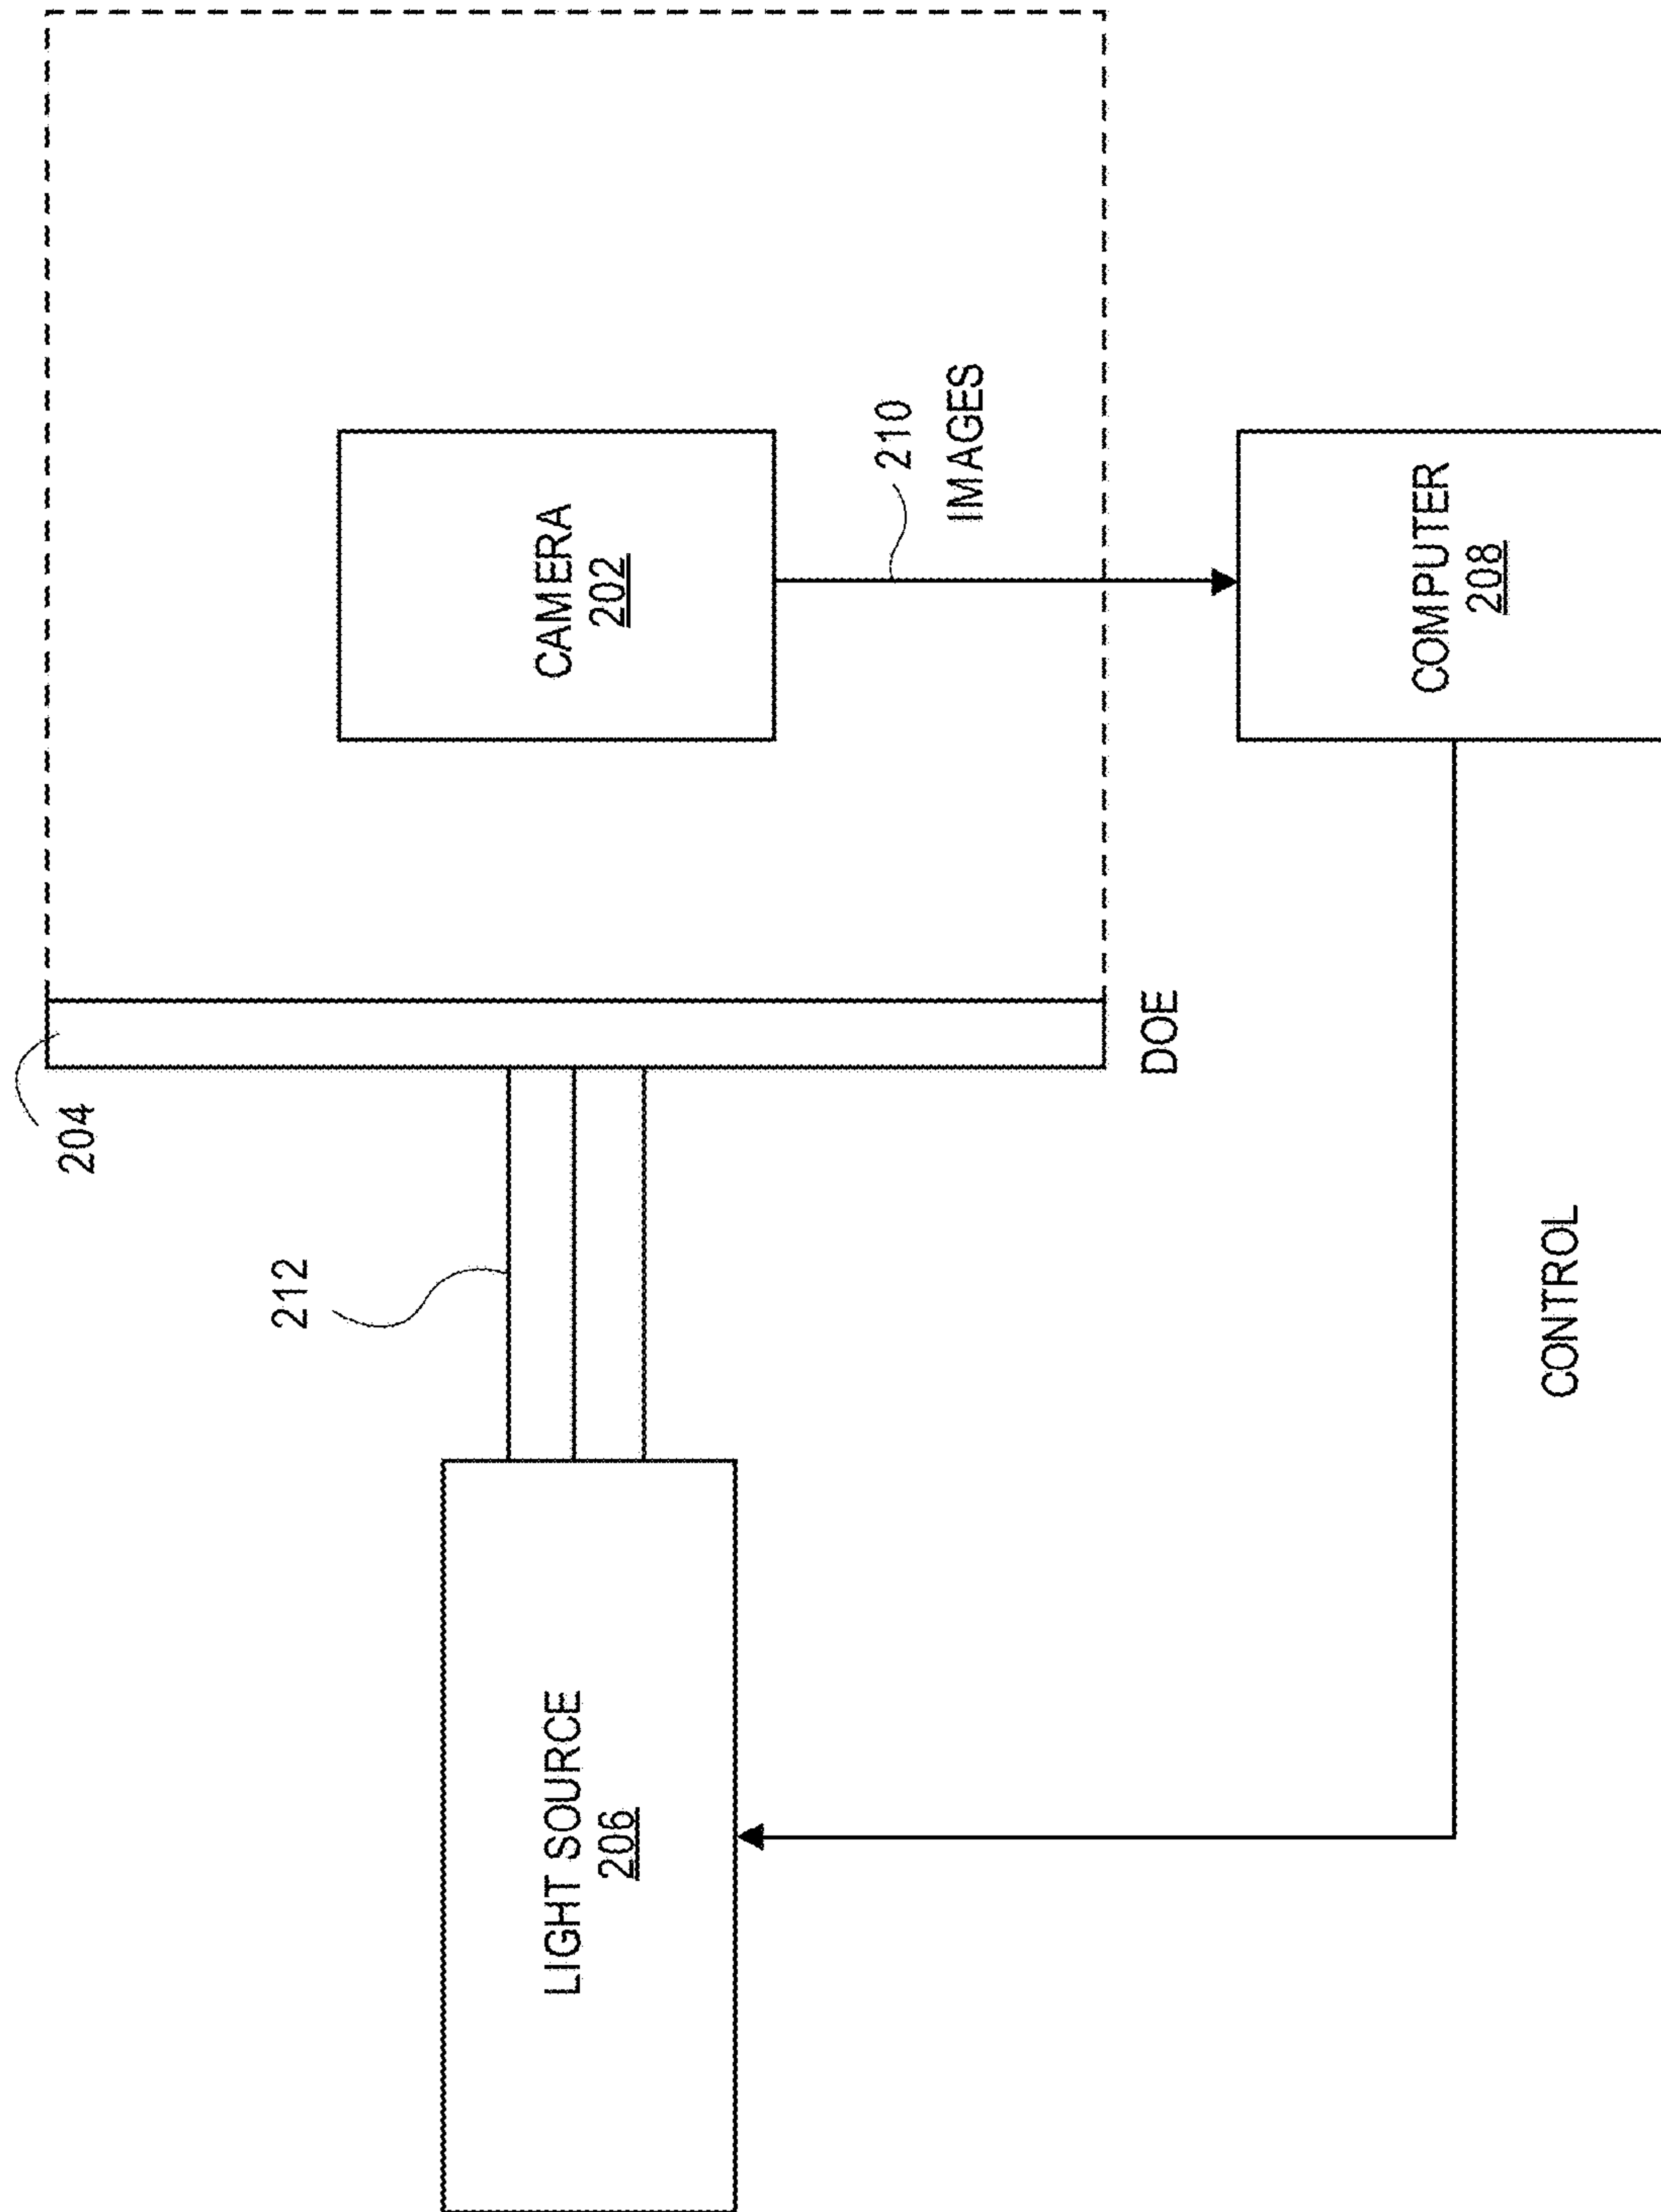 204
212
LIGHT SOURCE
206
CAMERA
202
210
IMAGES
DOE
COMPUTER
208
CONTROL